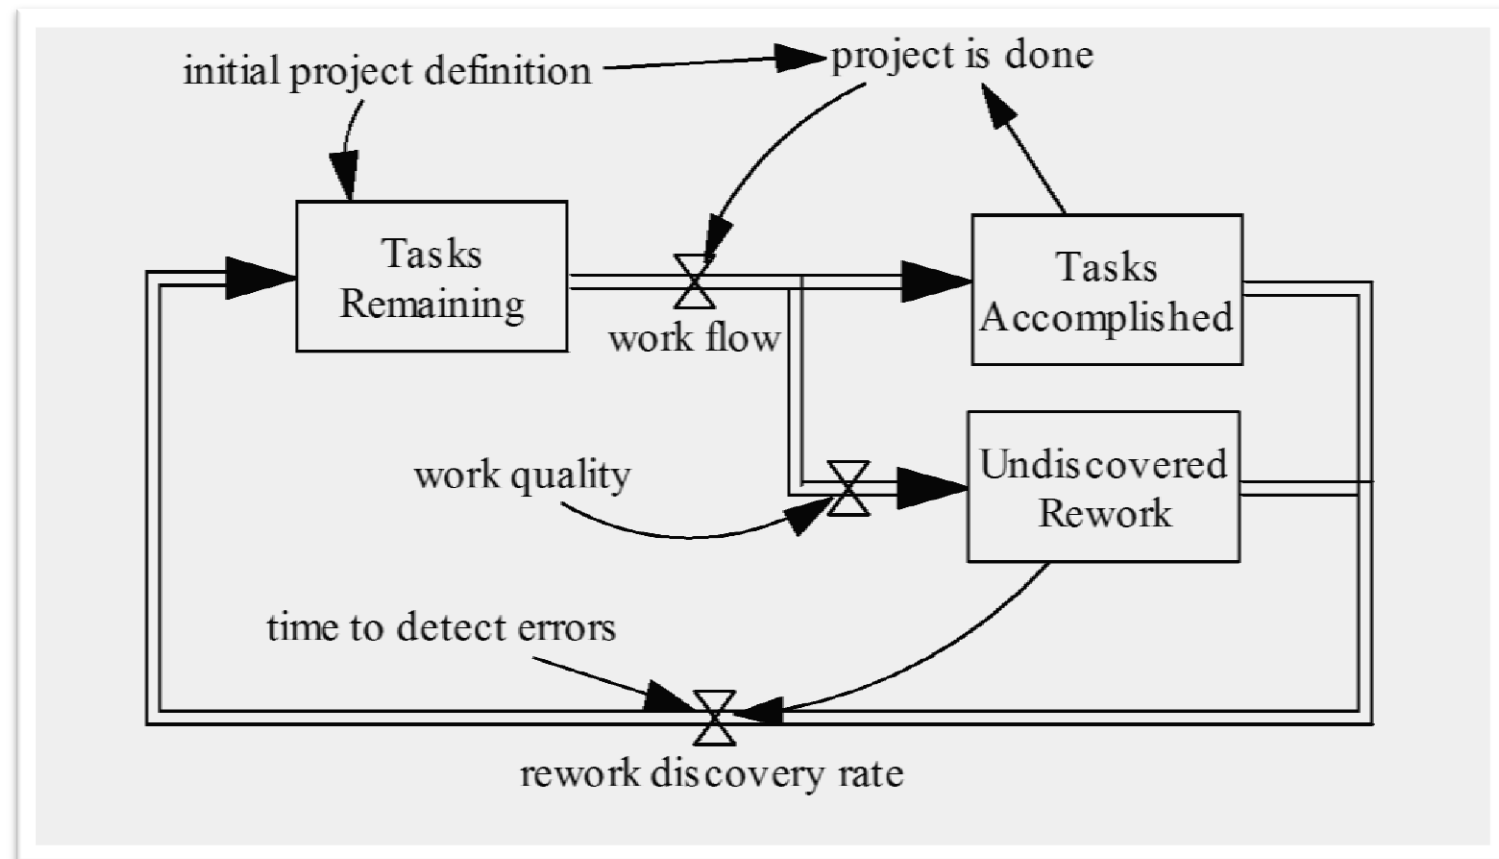 initial project definition
project is done
Tasks
Remaining
work flow
Tasks
Accomplished
work quality
Undiscovered
Rework
time to detect errors
rework discovery rate